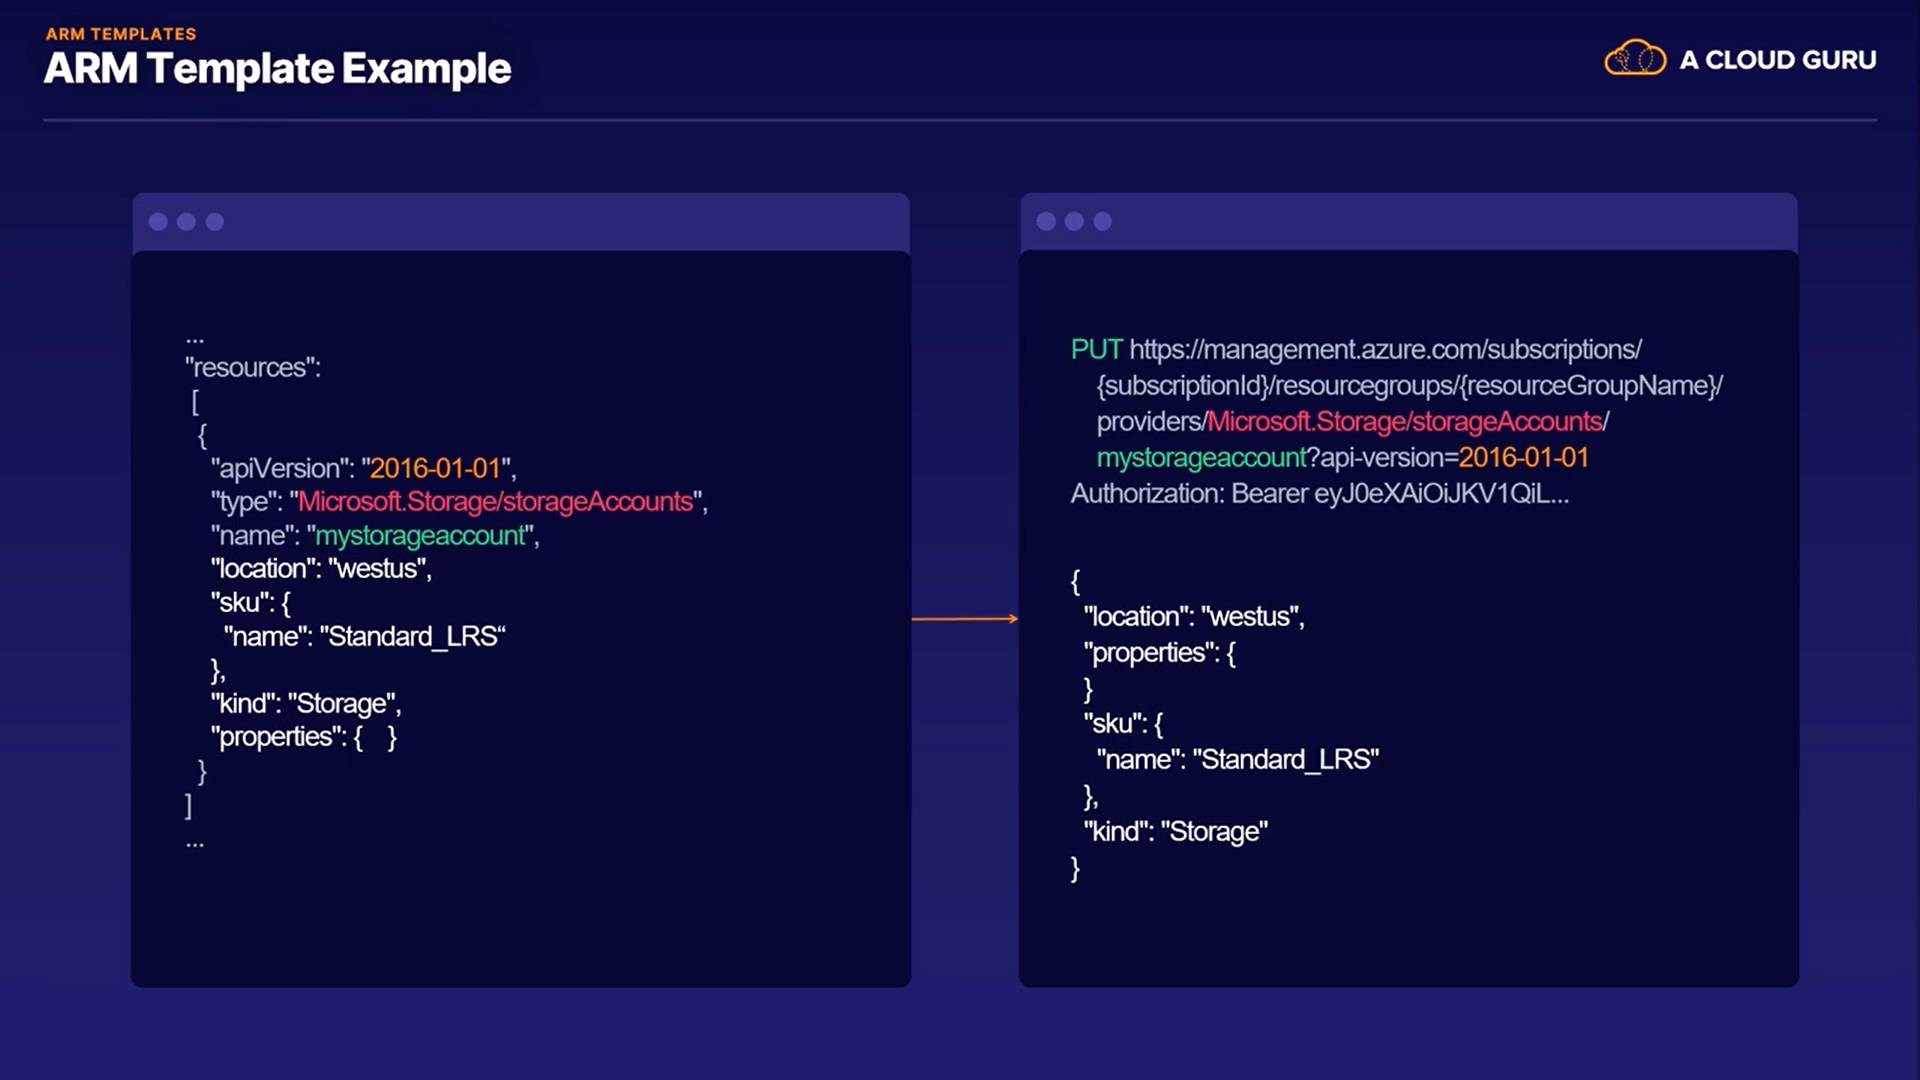 ARM TEMPLATES
ARM Template Example
A CLOUD GURU
...
"resources":
[
{
"apiVersion": "2016-01-01",
"type": "Microsoft.Storage/storageAccounts",
"name": "mystorageaccount",
"location": "westus",
"sku": {
"name": "Standard_LRS“
},
"kind": "Storage",
"properties": { }
}
]
...
PUT https://management.azure.com/subscriptions/
{subscriptionId}/resourcegroups/{resourceGroupName}/
providers/Microsoft.Storage/storageAccounts/
mystorageaccount?api-version=2016-01-01
Authorization: Bearer eyJ0eXAiOiJKV1QiL...
{
"location": "westus",
"properties": {
}
"sku": {
"name": "Standard_LRS"
},
"kind": "Storage"
}